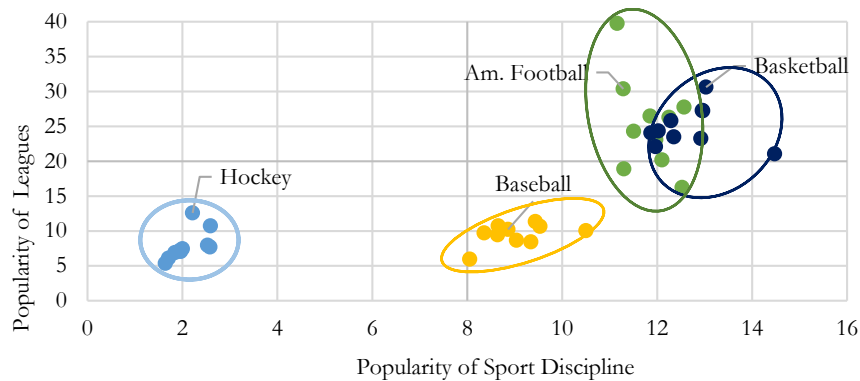 40
35
30
25
20
15
10
5
0
Popularity of Leagues
Am. Football
Basketball
Hockey
Baseball
0 2 4 6 8 10 12 14 16
Popularity of Sport Discipline